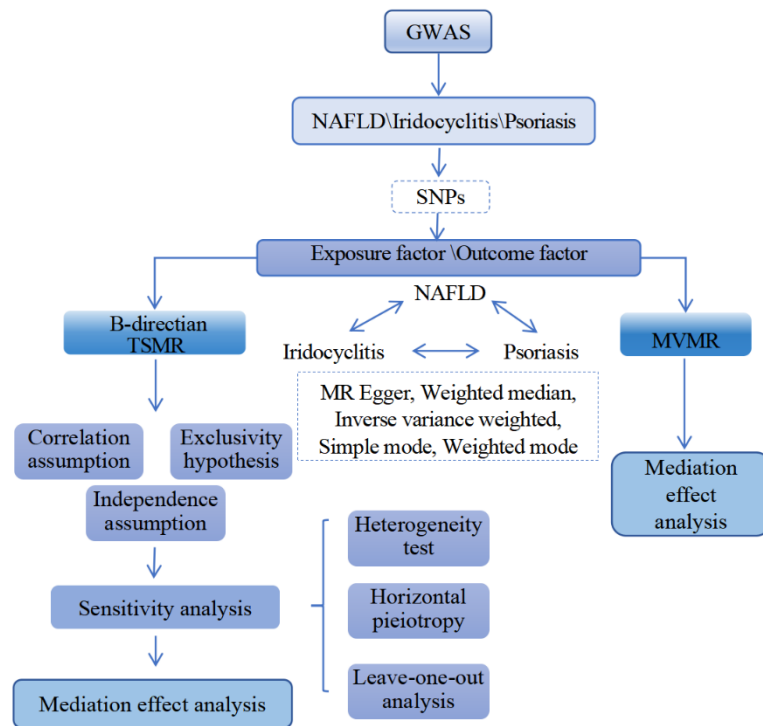 GWAS
NAFLD\Iridocyclitis\Psoriasis
SNPs
Exposure factor \Outcome factor
B-directian
TSMR
NAFLD
Iridocyclitis
Psoriasis
MVMR
MR Egger, Weighted median,
Inverse variance weighted,
Simple mode, Weighted mode
Correlation
assumption
Exclusivity
hypothesis
Independence
assumption
Sensitivity analysis
Mediation effect analysis
Heterogeneity
test
Horizontal
pieiotropy
Leave-one-out
analysis
Mediation
effect
analysis